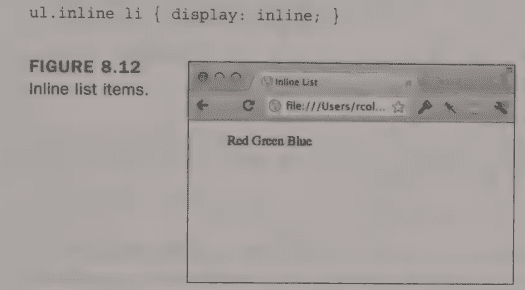 ul.inline li { display: inline; }
FIGURE 8.12
Inline list items.
Inline List
file:///Users/rcol...
Red Green Blue